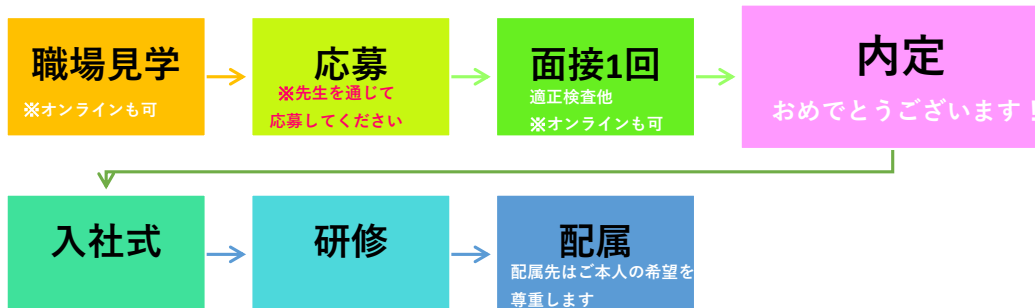 職場見学
※オンラインも可
応募
※先生を通じて
応募してください
面接1回
適正検査他
※オンラインも可
内定
おめでとうございます！
入社式
研修
配属
配属先はご本人の希望を
尊重します